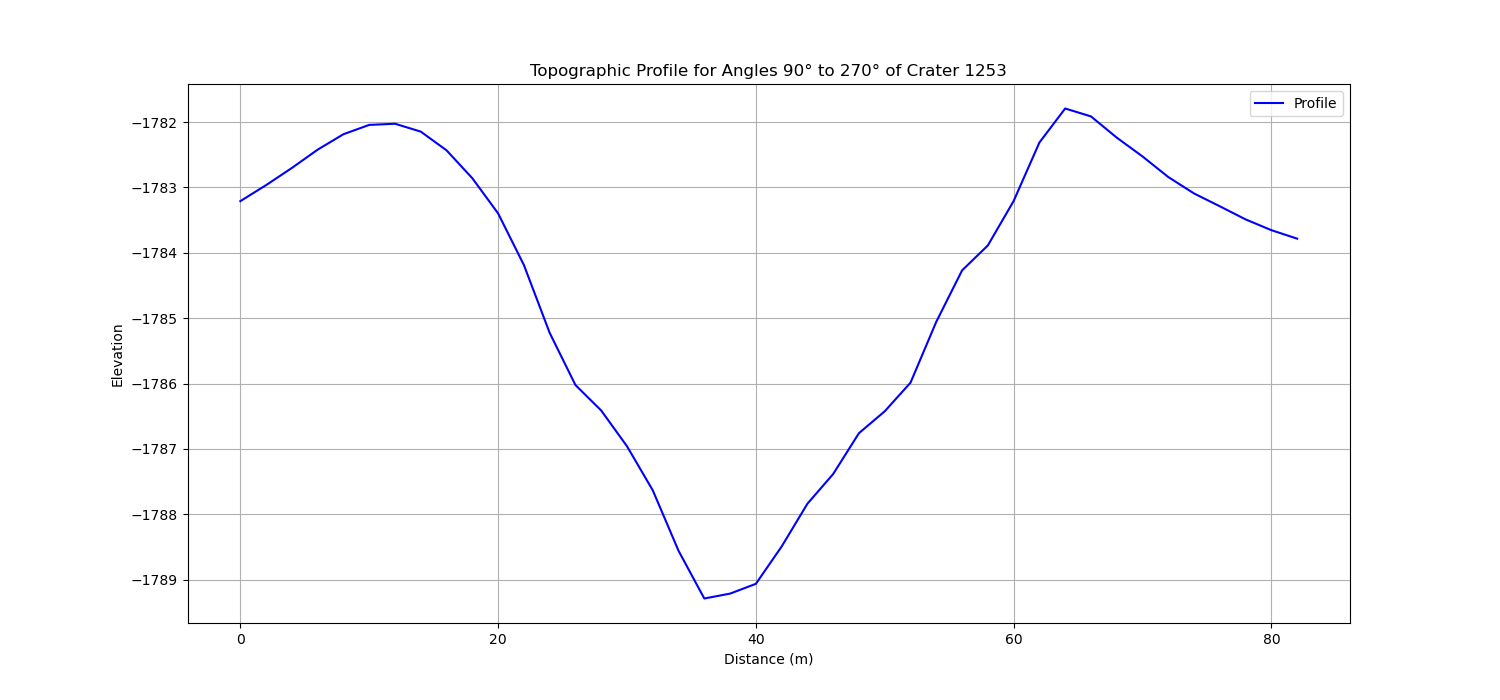 Topographic Profile for Angles 90° to 270° of Crater 1253
Profile
−1782
−1783
−1784
−1785
−1786
−1787
−1788
−1789
Elevation
0 20 40 60 80
Distance (m)